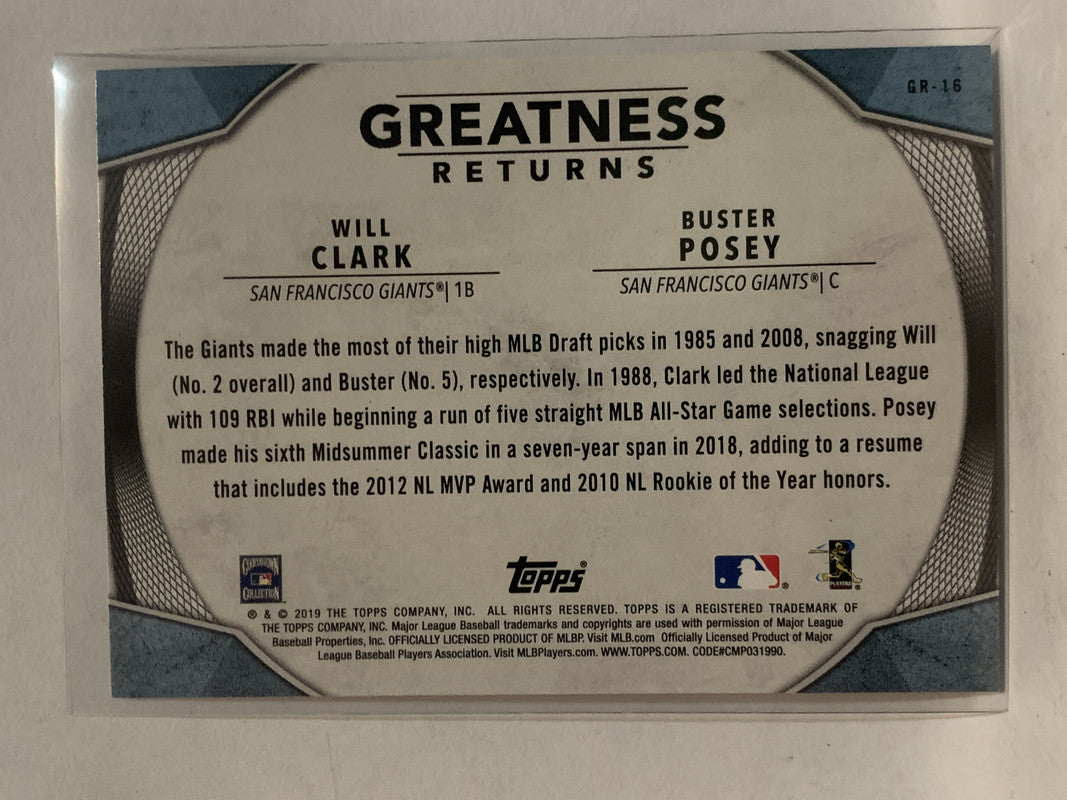 GR-16
GREATNESS
RETURNS
WILL
CLARK
SAN FRANCISCO GIANTS®| 1B
BUSTER
POSEY
SAN FRANCISCO GIANTS®| C
The Giants made the most of their high MLB Draft picks in 1985 and 2008, snagging Will
(No. 2 overall) and Buster (No. 5), respectively. In 1988, Clark led the National League
with 109 RBI while beginning a run of five straight MLB All-Star Game selections. Posey
made his sixth Midsummer Classic in a seven-year span in 2018, adding to a resume
that includes the 2012 NL MVP Award and 2010 NL Rookie of the Year honors.
COOPERSTOWN
COLLECTION
Topps®
®
PLAYERS
®
® & © 2019 THE TOPPS COMPANY, INC. ALL RIGHTS RESERVED. TOPPS IS A REGISTERED TRADEMARK OF
THE TOPPS COMPANY, INC. Major League Baseball trademarks and copyrights are used with permission of Major League
Baseball Properties, Inc. OFFICIALLY LICENSED PRODUCT OF MLBP. Visit MLB.com Officially Licensed Product of Major
League Baseball Players Association. Visit MLBPlayers.com. WWW.TOPPS.COM. CODE#CMP031990.